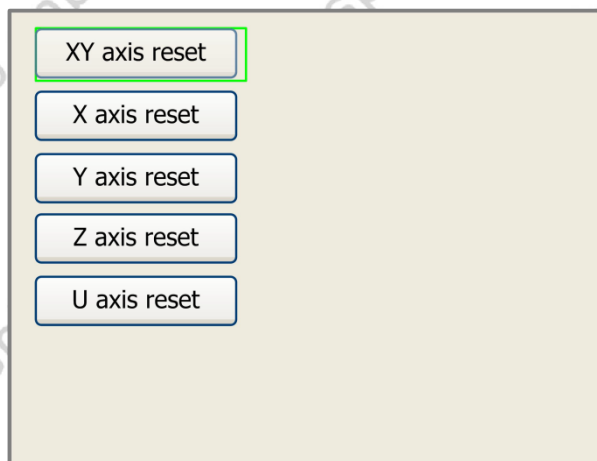 XY axis reset
X axis reset
Y axis reset
Z axis reset
U axis reset